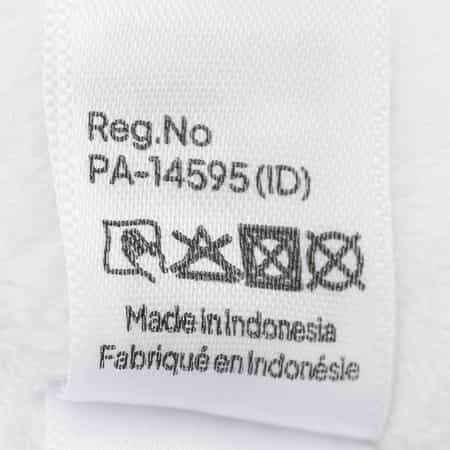 Reg.No
PA-14595(ID)
Made in Indonesia
Fabriqué en Indonésie